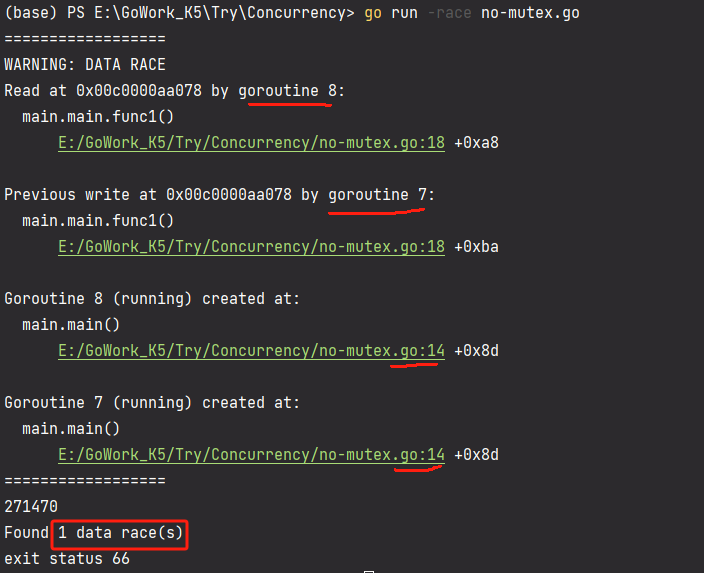 (base) PS E:\GoWork_K5\Try\Concurrency> go run -race no-mutex.go
==================
WARNING: DATA RACE
Read at 0x00c0000aa078 by goroutine 8:
  main.main.func1()
      E:/GoWork_K5/Try/Concurrency/no-mutex.go:18 +0xa8

Previous write at 0x00c0000aa078 by goroutine 7:
  main.main.func1()
      E:/GoWork_K5/Try/Concurrency/no-mutex.go:18 +0xba

Goroutine 8 (running) created at:
  main.main()
      E:/GoWork_K5/Try/Concurrency/no-mutex.go:14 +0x8d

Goroutine 7 (running) created at:
  main.main()
      E:/GoWork_K5/Try/Concurrency/no-mutex.go:14 +0x8d
==================
271470
Found 1 data race(s)
exit status 66